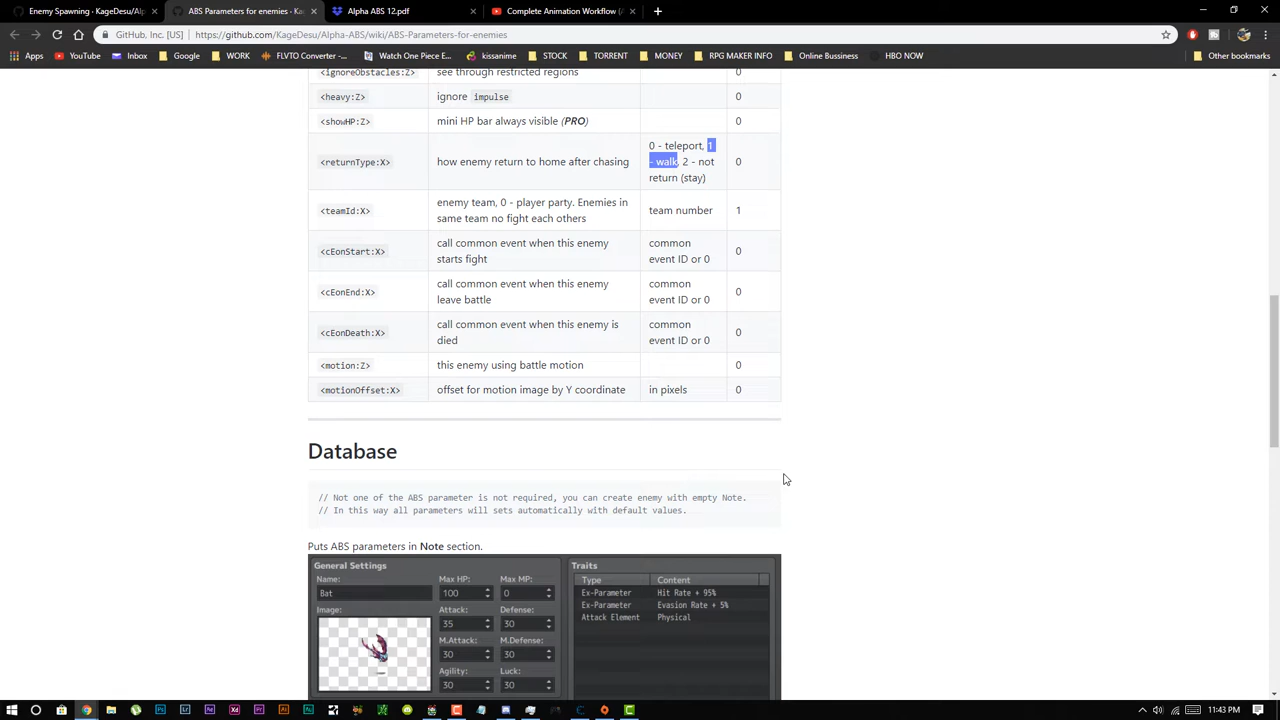 Enemy Spawning - KageDesu/Alp
ABS Parameters for enemies - Ka
Alpha ABS 12.pdf
Complete Animation Workflow (
GitHub, Inc. [US]
https://github.com/KageDesu/Alpha-ABS/wiki/ABS-Parameters-for-enemies
Apps
YouTube
Inbox
Google
WORK
FLVTO Converter -...
Watch One Piece E...
kissanime
STOCK
TORRENT
MONEY
RPG MAKER INFO
Online Bussiness
HBO NOW
Other bookmarks
<ignoreObstacles:Z> see through restricted regions 0
<heavy:Z> ignore impulse 0
<showHP:Z> mini HP bar always visible (PRO) 0
0 - teleport, 1
<returnType:X> how enemy return to home after chasing - walk, 2 - not 0
return (stay)
enemy team, 0 - player party. Enemies in
<teamId:X> team number 1
same team no fight each others
call common event when this enemy common
<cEonStart:X> 0
starts fight event ID or 0
call common event when this enemy common
<cEonEnd:X> 0
leave battle event ID or 0
call common event when this enemy is common
<cEonDeath:X> 0
died event ID or 0
<motion:Z> this enemy using battle motion 0
<motionOffset:X> offset for motion image by Y coordinate in pixels 0
Database
// Not one of the ABS parameter is not required, you can create enemy with empty Note.
// In this way all parameters will sets automatically with default values.
Puts ABS parameters in Note section.
General Settings
Name: Max HP: Max MP:
Bat 100 0
Image: Attack: Defense:
35 30
M.Attack: M.Defense:
30 30
Agility: Luck:
30 30
Traits
Type Content
Ex-Parameter Hit Rate + 95%
Ex-Parameter Evasion Rate + 5%
Attack Element Physical
11:43 PM